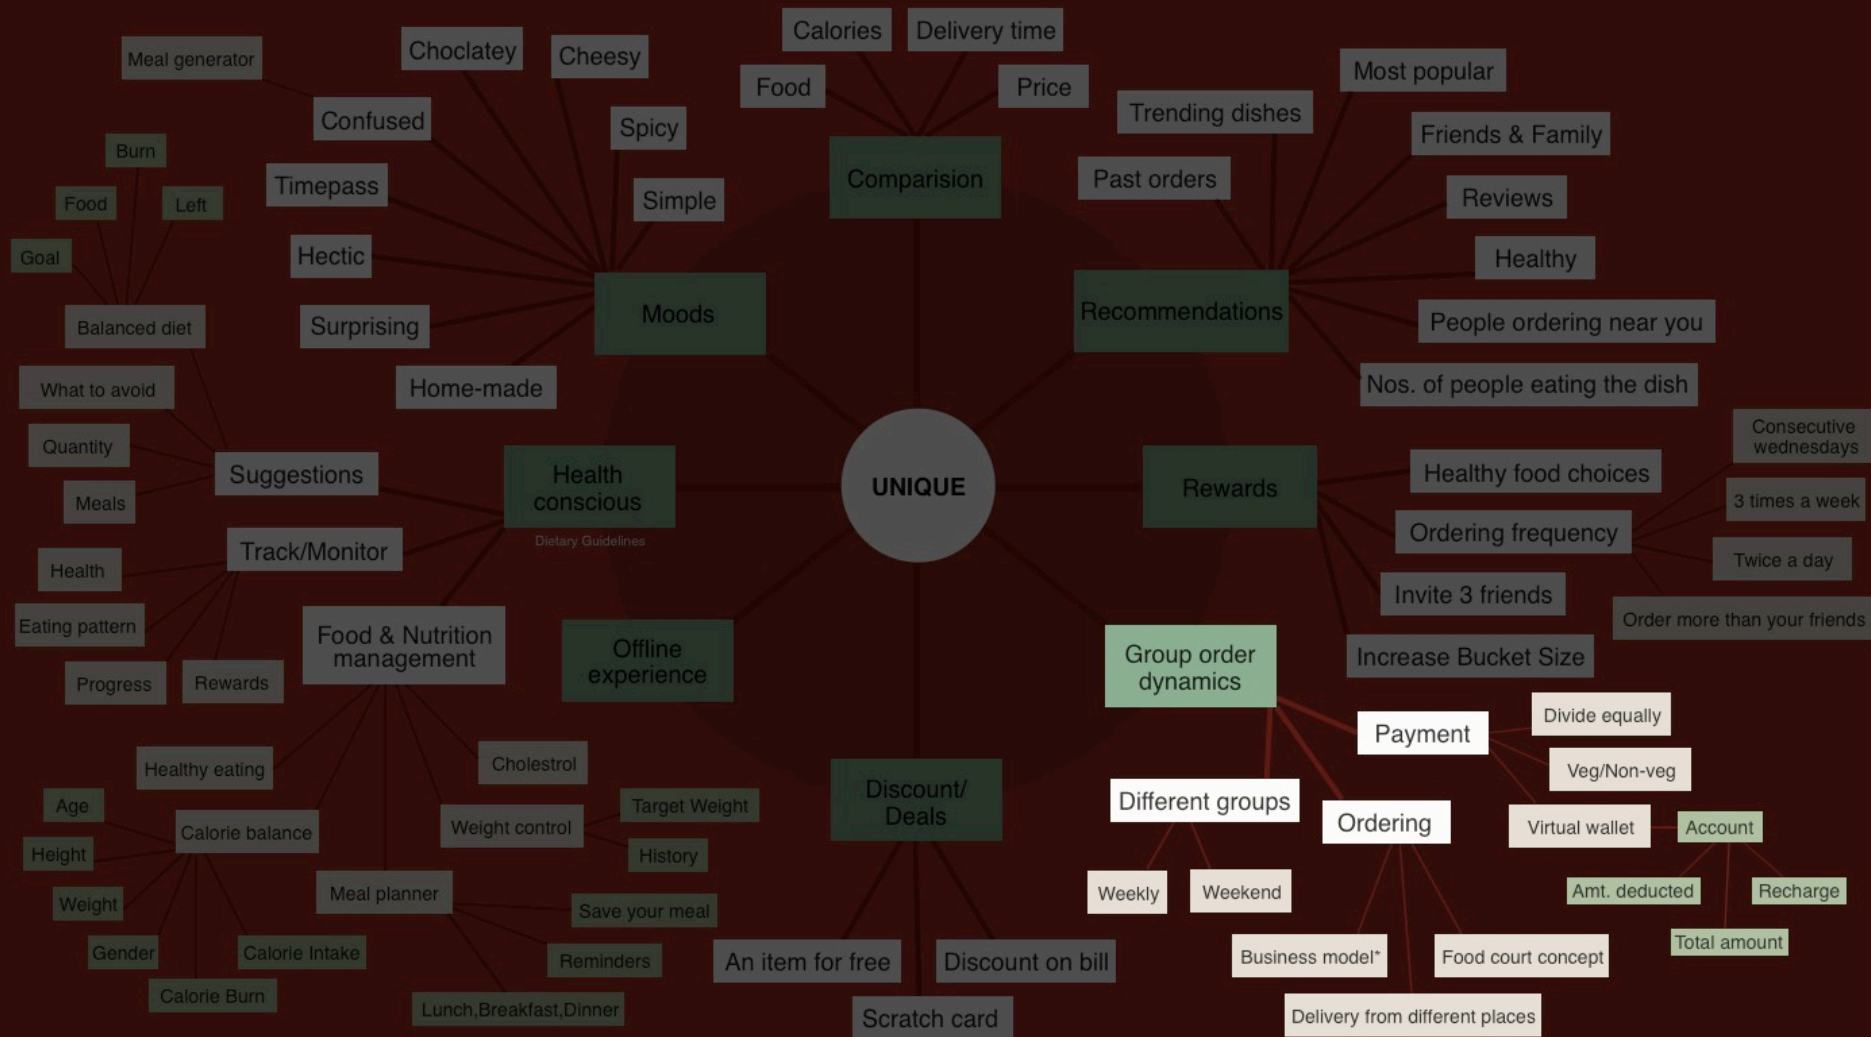 Calories
Delivery time
Food
Price
Comparision
Meal generator
Choclatey
Cheesy
Confused
Spicy
Timepass
Simple
Hectic
Surprising
Home-made
Moods
Most popular
Trending dishes
Friends & Family
Past orders
Reviews
Healthy
People ordering near you
Nos. of people eating the dish
Recommendations
Burn
Food
Left
Goal
Balanced diet
What to avoid
Quantity
Meals
Suggestions
Health
conscious
Dietary Guidelines
UNIQUE
Rewards
Healthy food choices
Ordering frequency
Invite 3 friends
Increase Bucket Size
Consecutive
wednesdays
3 times a week
Twice a day
Order more than your friends
Track/Monitor
Health
Eating pattern
Progress
Rewards
Food & Nutrition
management
Healthy eating
Cholestrol
Calorie balance
Age
Height
Weight
Gender
Calorie Burn
Calorie Intake
Weight control
Target Weight
History
Meal planner
Save your meal
Reminders
Lunch,Breakfast,Dinner
Offline
experience
Discount/
Deals
An item for free
Discount on bill
Scratch card
Group order
dynamics
Payment
Divide equally
Veg/Non-veg
Virtual wallet
Account
Amt. deducted
Recharge
Total amount
Different groups
Weekly
Weekend
Ordering
Business model*
Food court concept
Delivery from different places